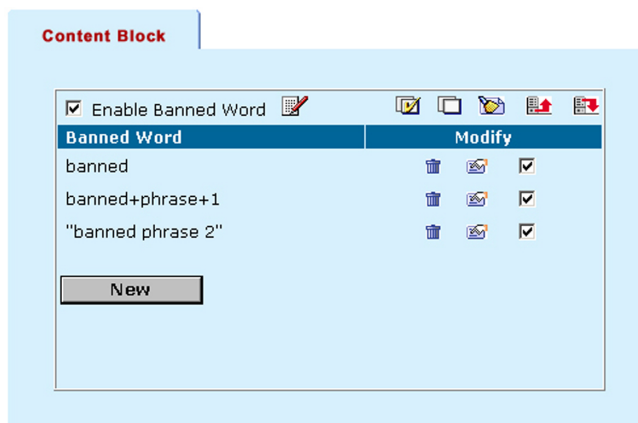 Content Block
Enable Banned Word
Banned Word Modify
banned
banned+phrase+1
"banned phrase 2"
New